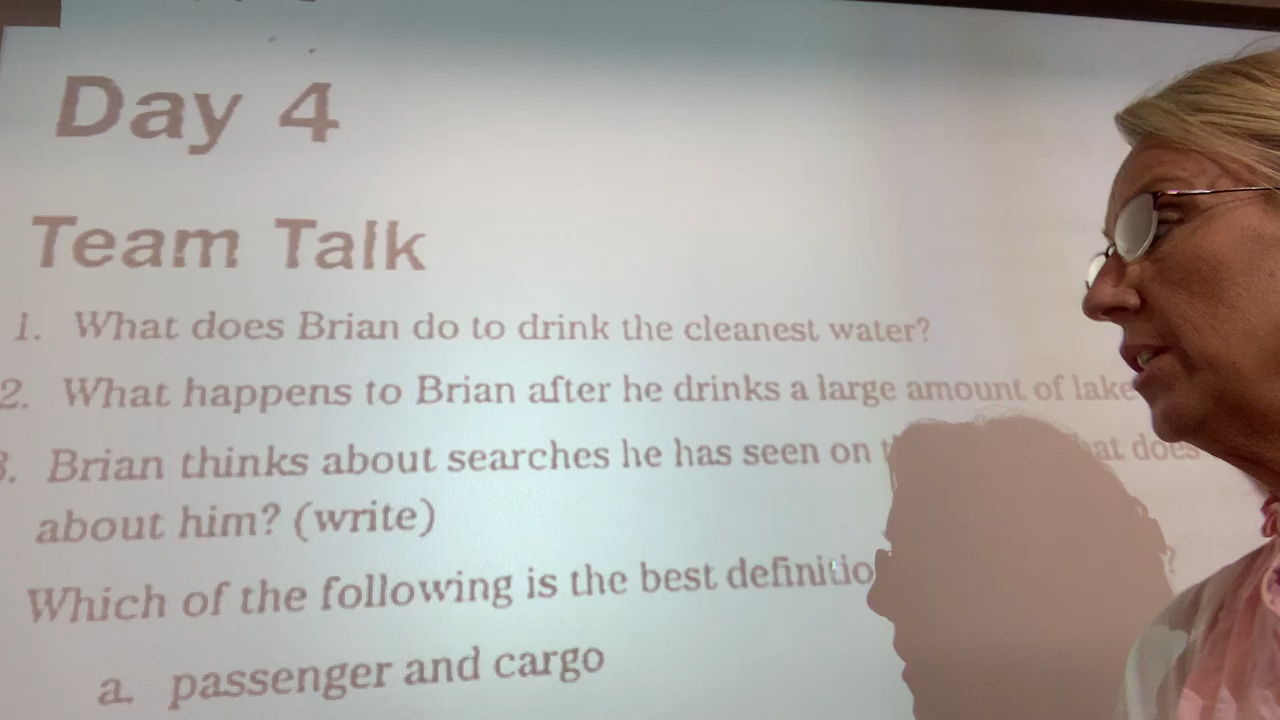 Day 4
Team Talk
1. What does Brian do to drink the cleanest water?
2. What happens to Brian after he drinks a large amount of lake
3. Brian thinks about searches he has seen on does
about him? (write)
Which of the following is the best
a. passenger and cargo